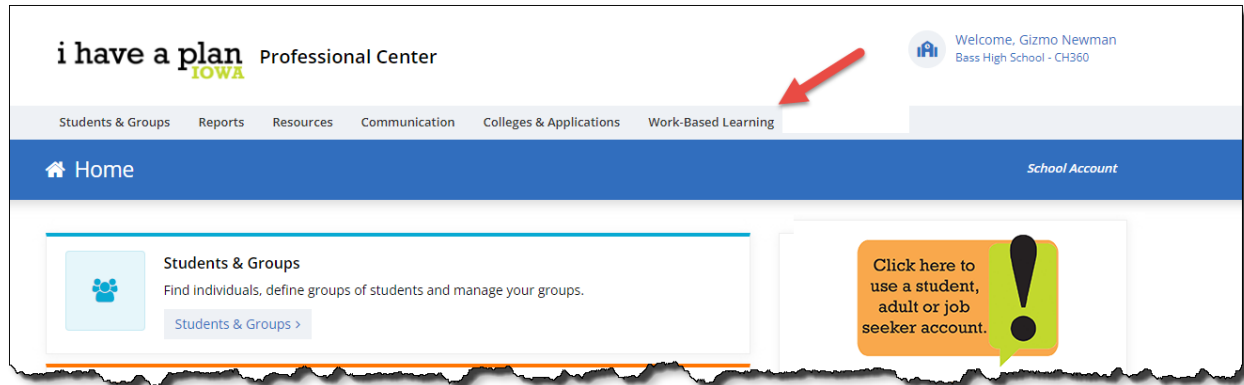 i have a plan
IOWA
Professional Center
Welcome, Gizmo Newman
Bass High School - CH360
Students & Groups Reports Resources Communication Colleges & Applications Work-Based Learning
Home
School Account
Students & Groups
Find individuals, define groups of students and manage your groups.
Students & Groups >
Click here to
use a student,
adult or job
seeker account.
!